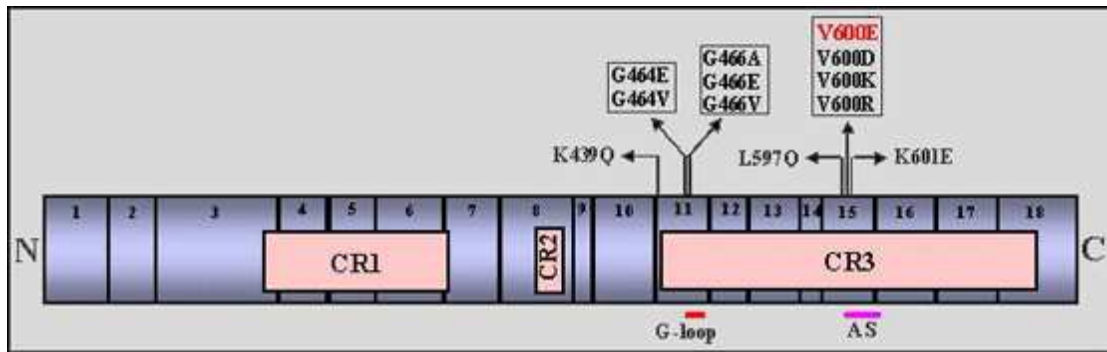 V600E
V600D
V600K
V600R
G464E
G464V
G466A
G466E
G466V
K439Q
L597Q
K601E
1 2 3 4 5 6 7 8 9 10 11 12 13 14 15 16 17 18
N CR1 CR2 CR3 C
G-loop AS